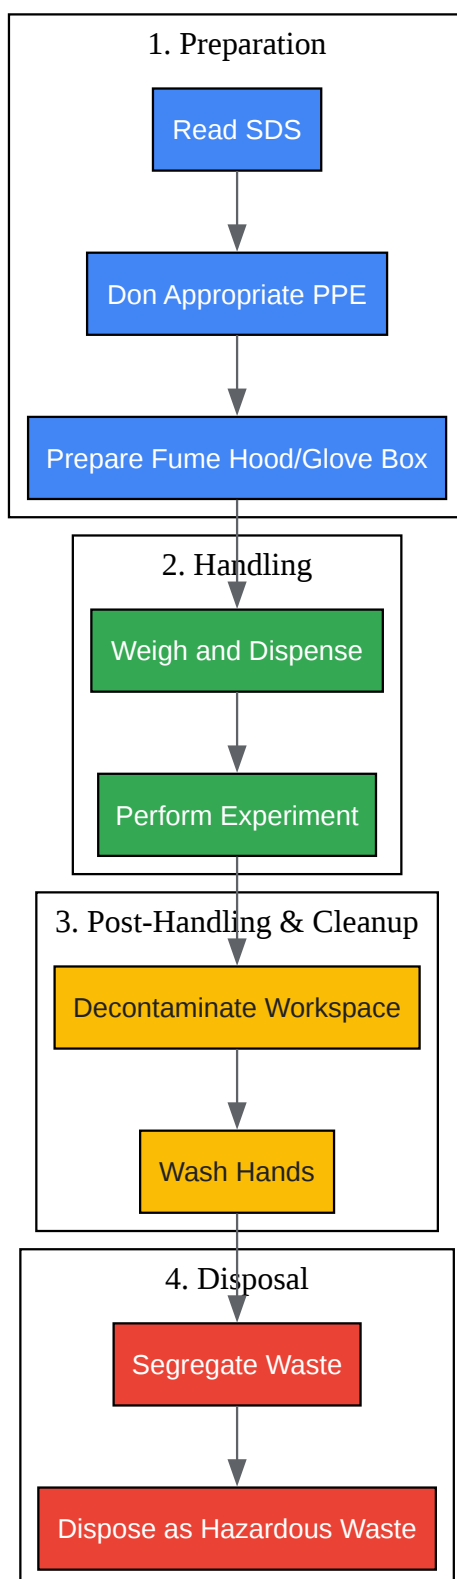 1. Preparation
Read SDS
Don Appropriate PPE
Prepare Fume Hood/Glove Box
2. Handling
Weigh and Dispense
Perform Experiment
3. Post-Handling & Cleanup
Decontaminate Workspace
Wash Hands
4. Disposal
Segregate Waste
Dispose as Hazardous Waste